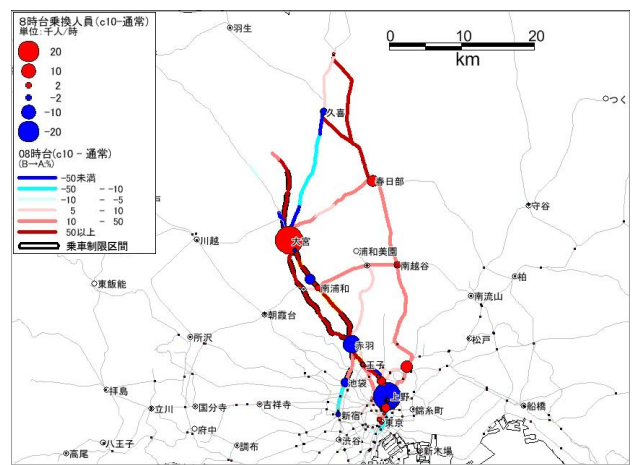 8時台乗換人員(c10-通常)
単位:千人/時
20
10
2
-2
-10
-20
08時台(c10 - 通常)
(B→A:%)
-50未満
-50 - -10
-10 - -5
5 - 10
10 - 50
50以上
乗車制限区間
0 10 20
km
羽生
つく
久喜
春日部
守谷
川越
大宮
浦和美園
東飯能
南浦和
南越谷
柏
南流山
朝霞台
松戸
所沢
赤羽
王子
池袋
上野
拝島
立川
国分寺
吉祥寺
新宿
錦糸町
船橋
府中
東京
八王子
調布
渋谷
新木場
高尾